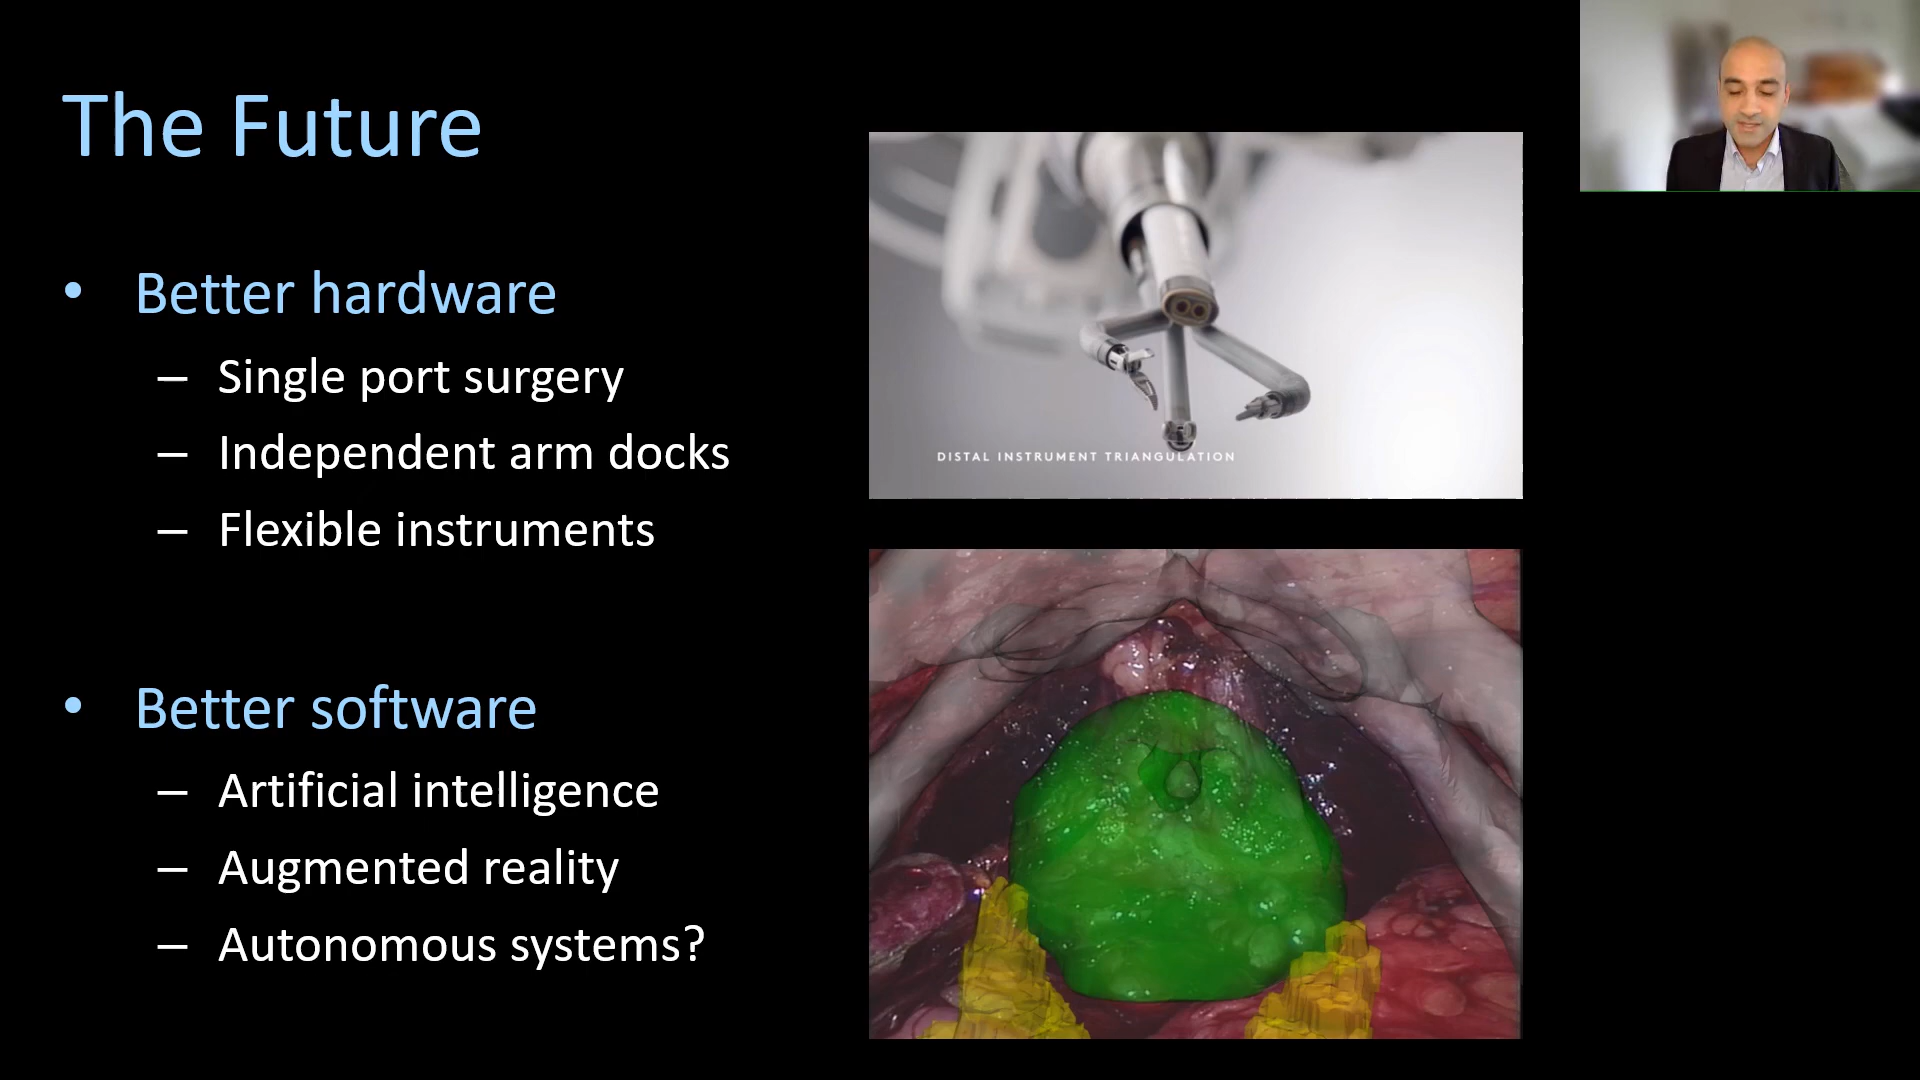 The Future
• Better hardware
– Single port surgery
– Independent arm docks
– Flexible instruments
• Better software
– Artificial intelligence
– Augmented reality
– Autonomous systems?
DISTAL INSTRUMENT TRIANGULATION